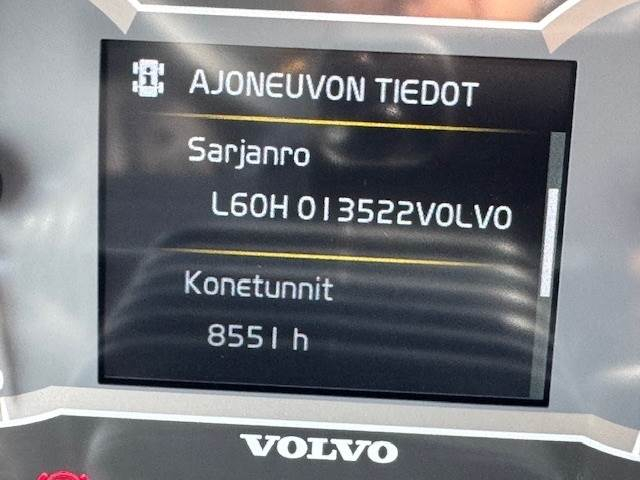 AJONEUVON TIEDOT
Sarjanro
L60H 013522VOLVO
Konetunnit
8551 h
VOLVO